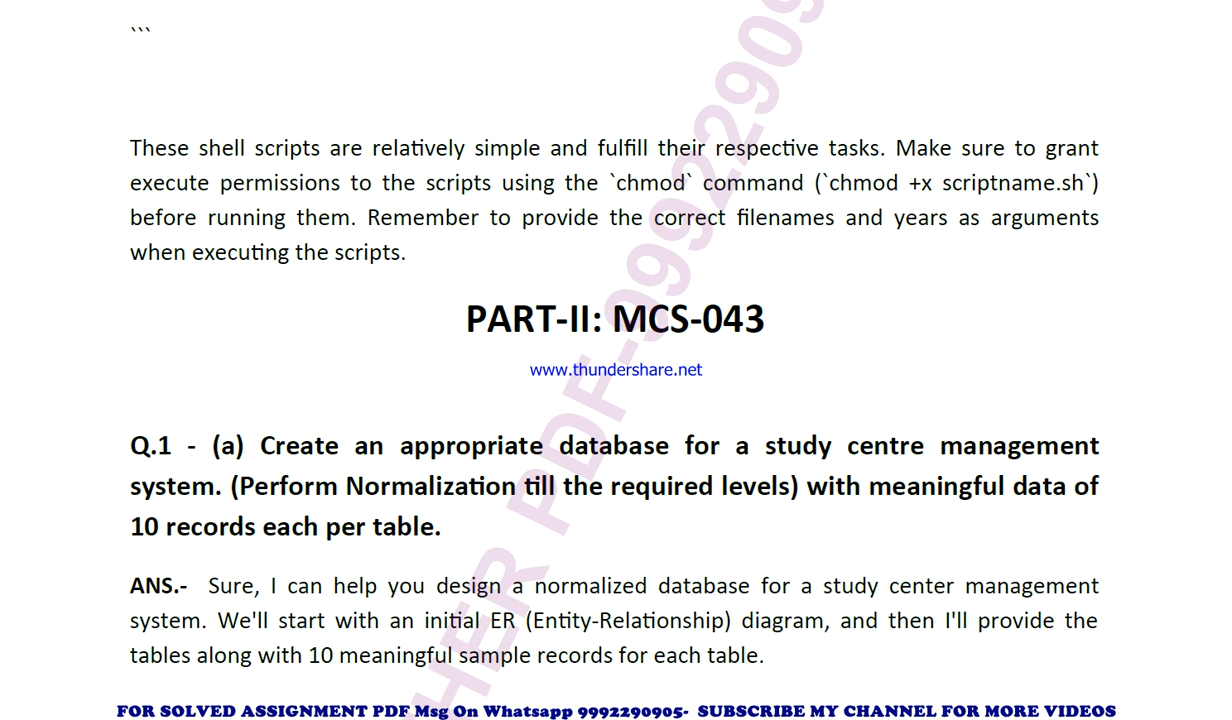 ```
These shell scripts are relatively simple and fulfill their respective tasks. Make sure to grant
execute permissions to the scripts using the `chmod` command (`chmod +x scriptname.sh`)
before running them. Remember to provide the correct filenames and years as arguments
when executing the scripts.
PART-II: MCS-043
www.thundershare.net
Q.1 - (a) Create an appropriate database for a study centre management
system. (Perform Normalization till the required levels) with meaningful data of
10 records each per table.
ANS.- Sure, I can help you design a normalized database for a study center management
system. We'll start with an initial ER (Entity-Relationship) diagram, and then I'll provide the
tables along with 10 meaningful sample records for each table.
FOR SOLVED ASSIGNMENT PDF Msg On Whatsapp 9992290905- SUBSCRIBE MY CHANNEL FOR MORE VIDEOS